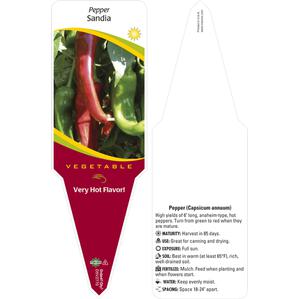 Pepper
Sandia
VEGETABLE
Very Hot Flavor!
Pepper (Capsicum annuum)
High yields of 6" long, anaheim-type, hot
peppers. Turn from green to red when they
are mature.
MATURITY: Harvest in 85 days.
USE: Great for canning and drying.
EXPOSURE: Full sun.
SOIL: Best in warm (at least 65°F), rich,
well-drained soil.
FERTILIZE: Mulch. Feed when planting and
when flowers start.
WATER: Keep evenly moist.
SPACING: Space 18-24" apart.